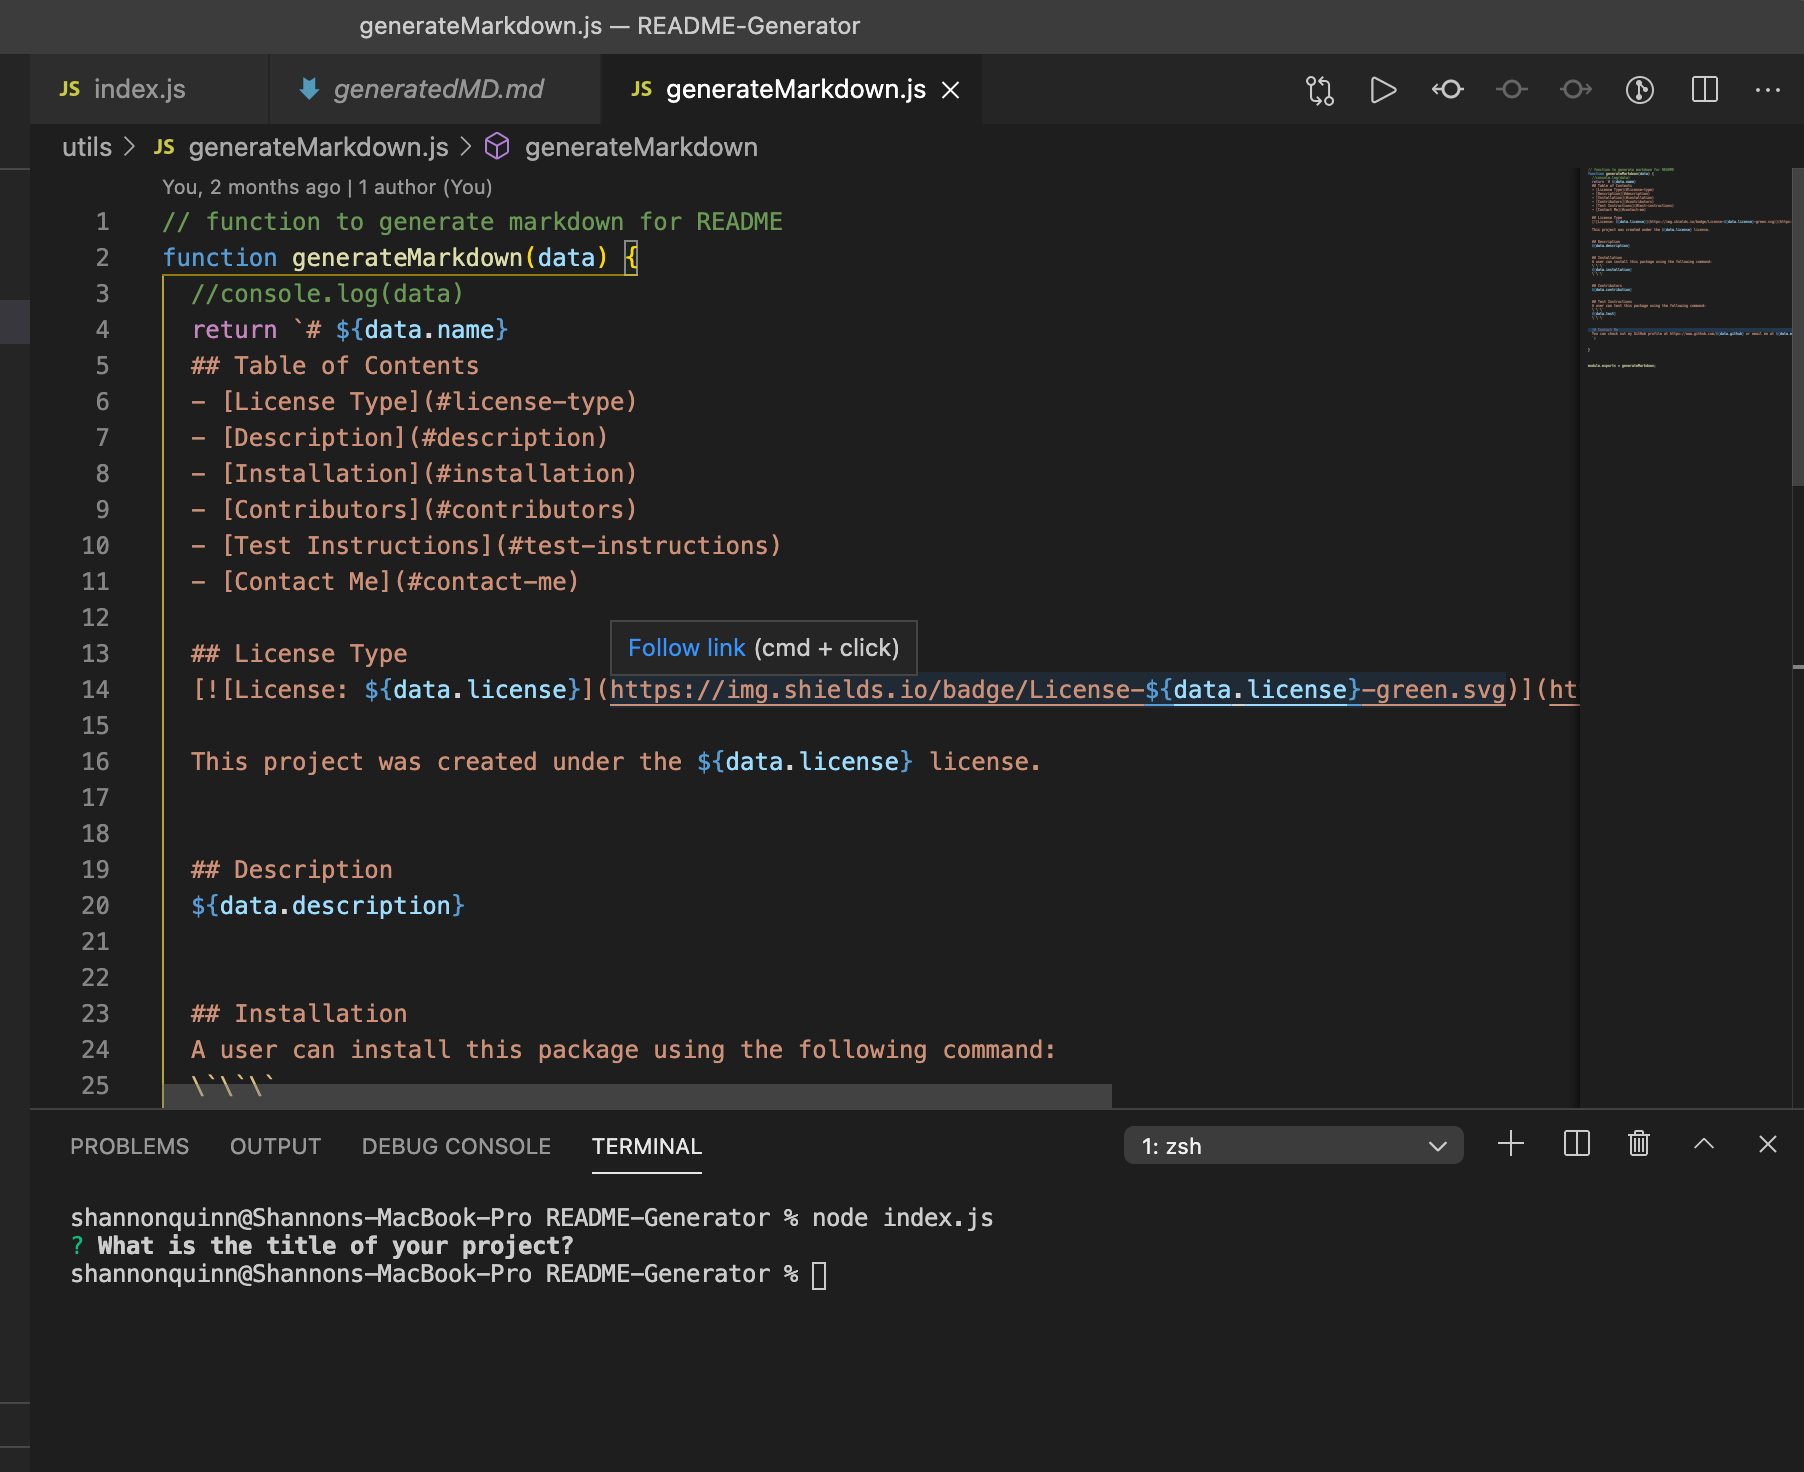 generateMarkdown.js — README-Generator
JS index.js
generatedMD.md
JS generateMarkdown.js
utils > JS generateMarkdown.js > generateMarkdown
You, 2 months ago | 1 author (You)
1 // function to generate markdown for README
2 function generateMarkdown(data) {
3 //console.log(data)
4 return `# ${data.name}
5 ## Table of Contents
6 - [License Type](#license-type)
7 - [Description](#description)
8 - [Installation](#installation)
9 - [Contributors](#contributors)
10 - [Test Instructions](#test-instructions)
11 - [Contact Me](#contact-me)
12
Follow link (cmd + click)
13 ## License Type
14 [![License: ${data.license}](https://img.shields.io/badge/License-${data.license}-green.svg)](ht
15
16 This project was created under the ${data.license} license.
17
18
19 ## Description
20 ${data.description}
21
22
23 ## Installation
24 A user can install this package using the following command:
25 \`\`\`
PROBLEMS OUTPUT DEBUG CONSOLE TERMINAL 1: zsh
shannonquinn@Shannons-MacBook-Pro README-Generator % node index.js
? What is the title of your project?
shannonquinn@Shannons-MacBook-Pro README-Generator %